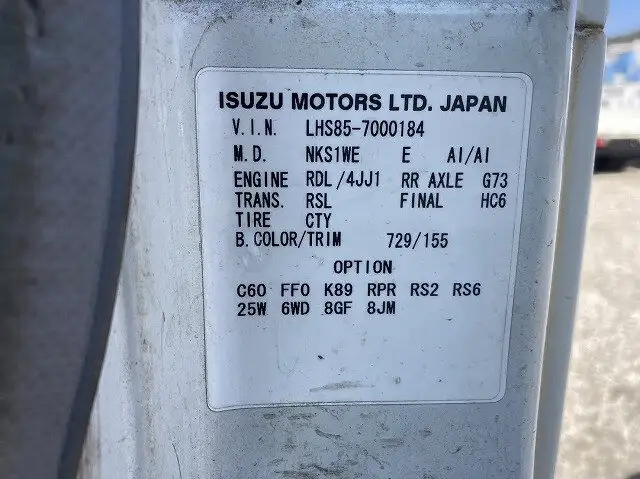 ISUZU MOTORS LTD. JAPAN
V.I.N. LHS85-7000184
M.D. NKS1WE E AI/AI
ENGINE RDL/4JJ1 RR AXLE G73
TRANS. RSL FINAL HC6
TIRE CTY
B.COLOR/TRIM 729/155
OPTION
C60 FF0 K89 RPR RS2 RS6
25W 6WD 8GF 8JM